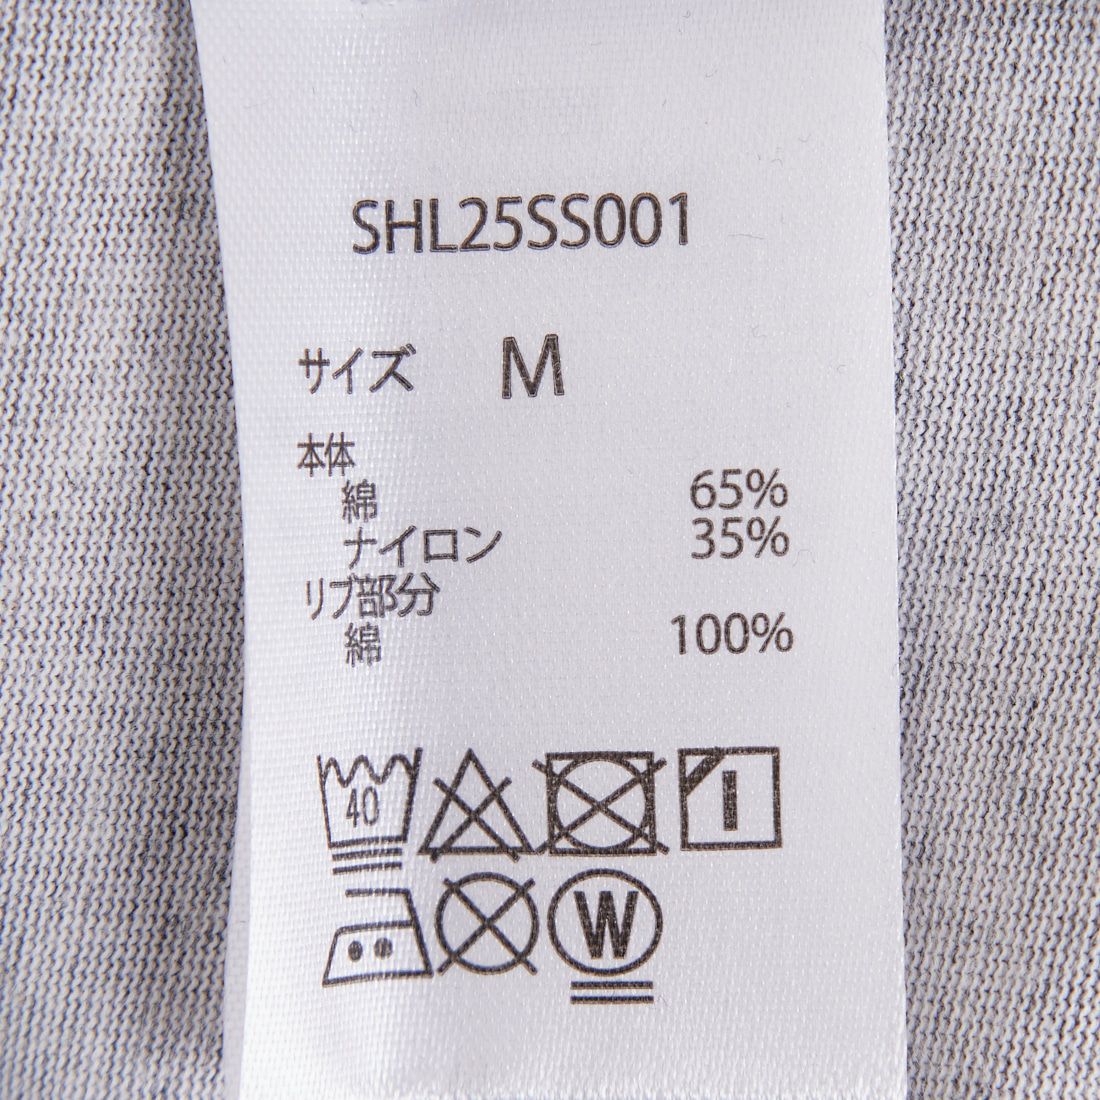 SHL25SS001
サイズ M
本体
綿 65%
ナイロン 35%
リブ部分
綿 100%
40
W